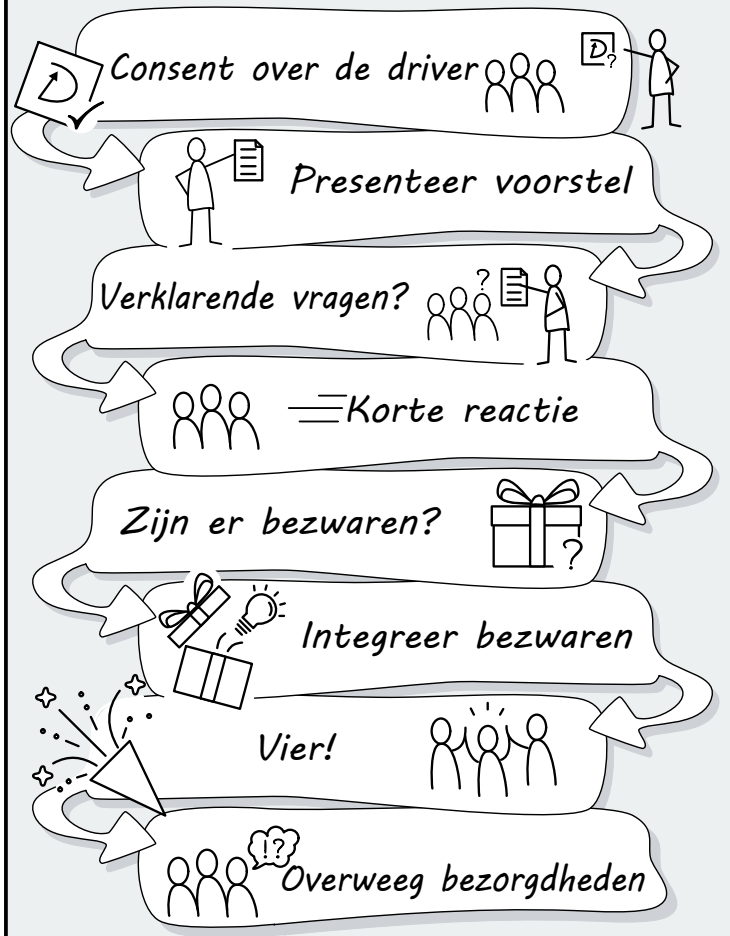 D
Consent over de driver
D?
Presenteer voorstel
Verklarende vragen?
?
Korte reactie
Zijn er bezwaren?
?
Integreer bezwaren
Vier!
!?
Overweeg bezorgdheden